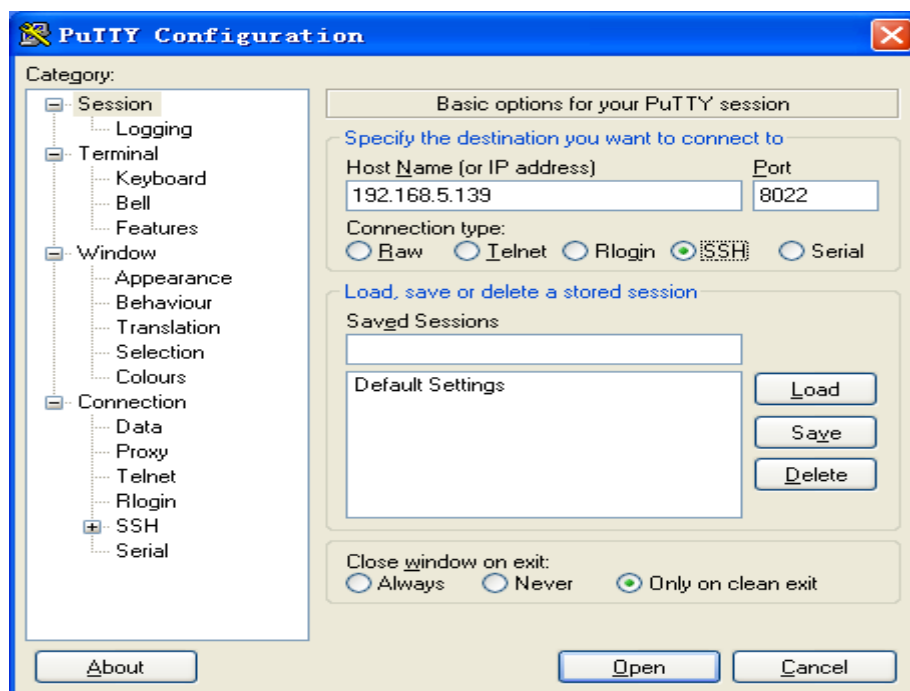 PuTTY Configuration
Category:
Session
Logging
Terminal
Keyboard
Bell
Features
Window
Appearance
Behaviour
Translation
Selection
Colours
Connection
Data
Proxy
Telnet
Rlogin
SSH
Serial
Basic options for your PuTTY session
Specify the destination you want to connect to
Host Name (or IP address) Port
192.168.5.139 8022
Connection type:
Raw Telnet Rlogin SSH Serial
Load, save or delete a stored session
Saved Sessions
Default Settings
Load
Save
Delete
Close window on exit:
Always Never Only on clean exit
About Open Cancel